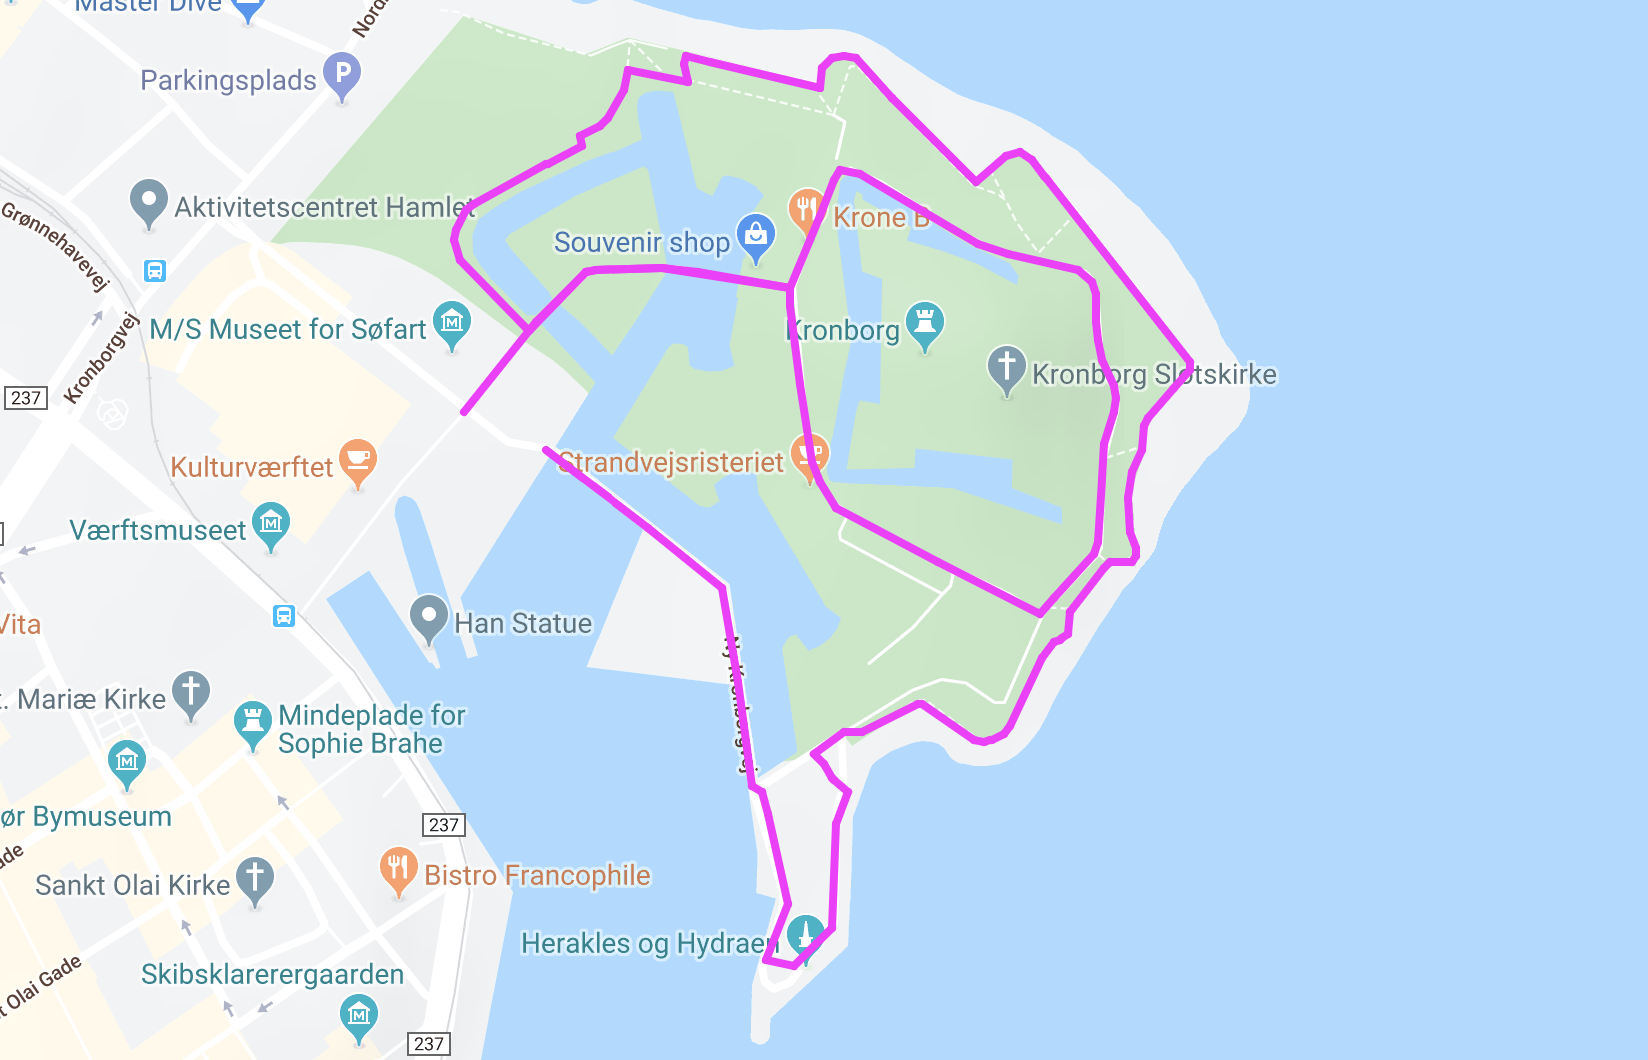 Master Dive
Nord
Parkingsplads
P
Aktivitetscentret Hamlet
Grønnehavevej
Souvenir shop
Krone B
M/S Museet for Søfart
Kronborg
Kronborgvej
Kronborg Slotskirke
237
Kulturværftet
Strandvejsristeriet
Værftsmuseet
Han Statue
Vita
Ny Kronborgvej
t. Mariæ Kirke
Mindeplade for
Sophie Brahe
ør Bymuseum
237
ade
Bistro Francophile
Sankt Olai Kirke
Herakles og Hydraen
Skibsklarerergaarden
t Olai Gade
237